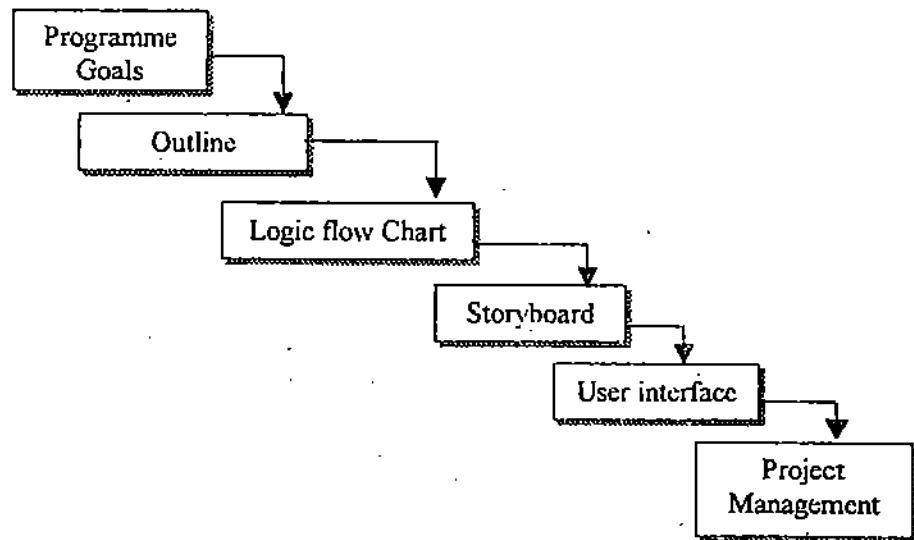 Programme
Goals
Outline
Logic flow Chart
Storyboard
User interface
Project
Management